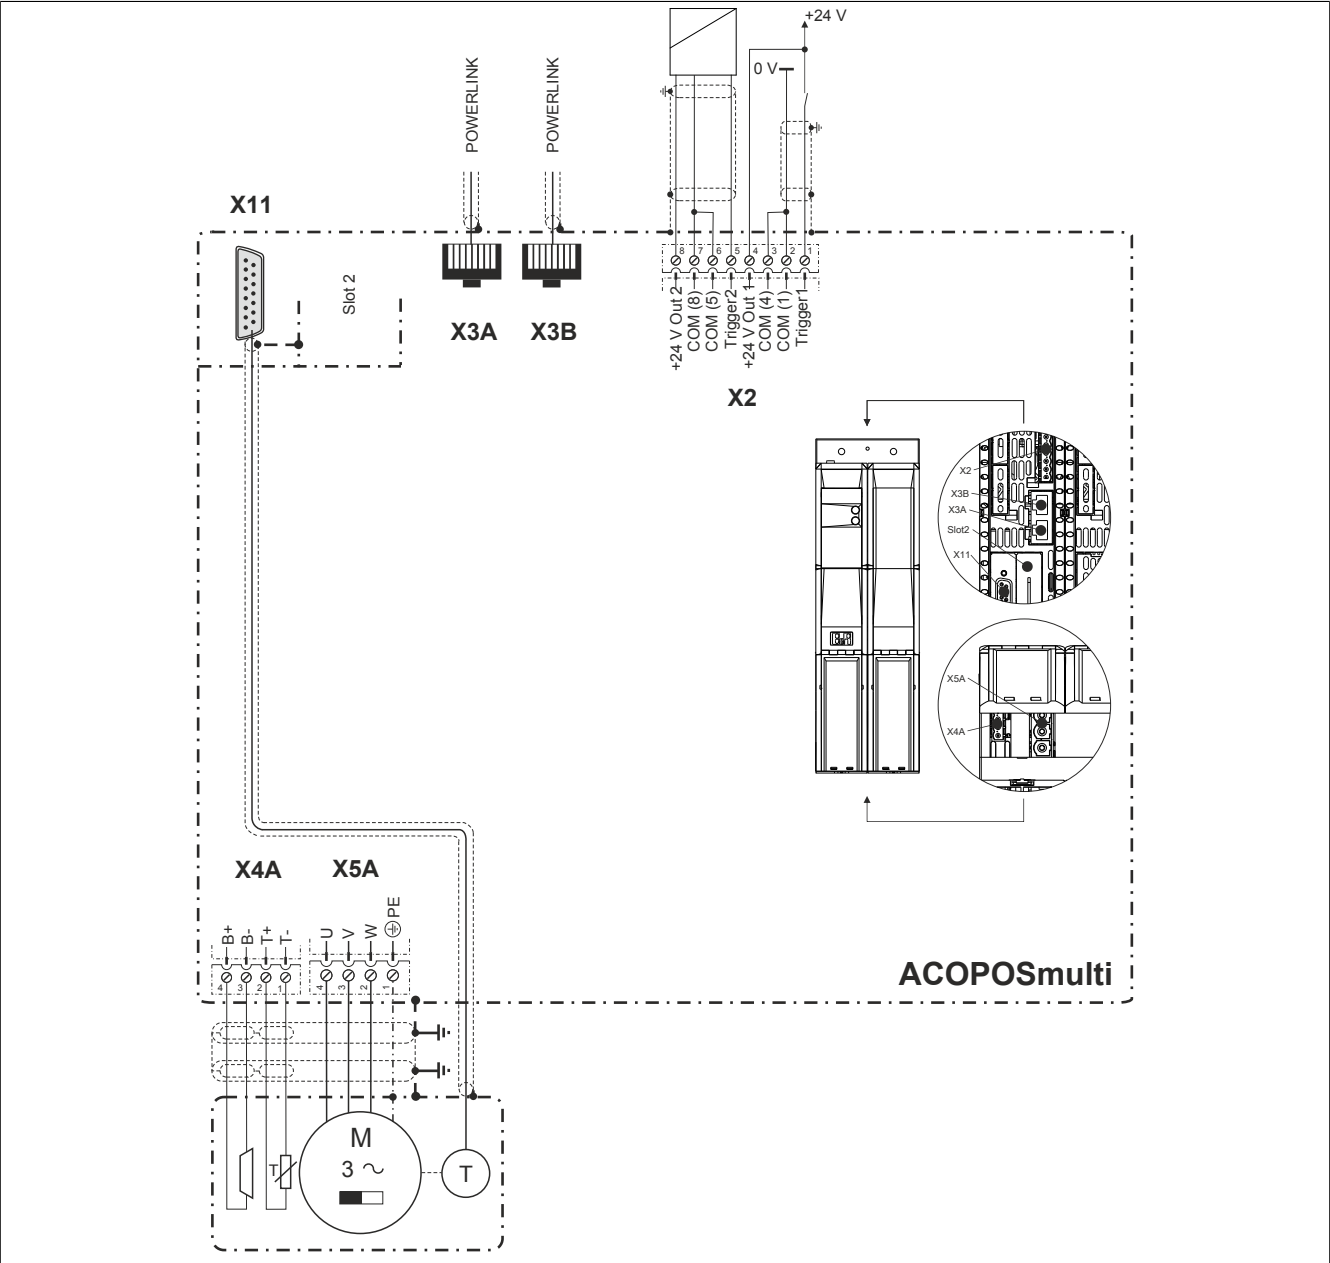 +24 V
0 V
POWERLINK
POWERLINK
X11
Slot 2
X3A
X3B
8 7 6 5 4 3 2 1
+24 V Out 2
COM (8)
COM (5)
Trigger2
+24 V Out 1
COM (4)
COM (1)
Trigger1
X2
X2
X3B
X3A
Slot2
X11
X5A
X4A
X4A
X5A
B+
B-
T+
T-
U
V
W
PE
4 3 2 1
4 3 2 1
ACOPOSmulti
M
3
T
T